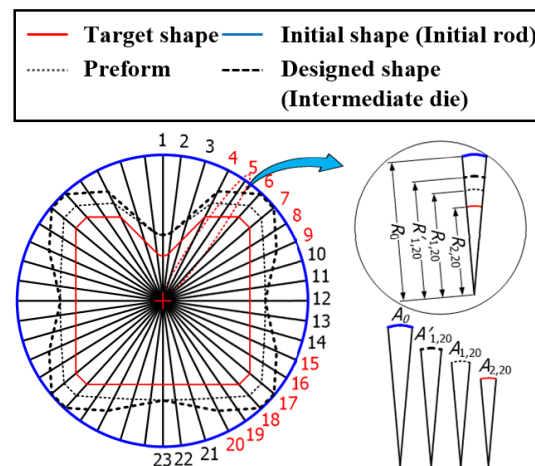 Target shape
Initial shape (Initial rod)
Preform
Designed shape
(Intermediate die)
1 2 3 4 5 6 7 8 9 10 11 12 13 14 15 16 17 18 19 20 21 22 23
R0 R'1,20 R1,20 R2,20
A0 A'1,20 A1,20 A2,20